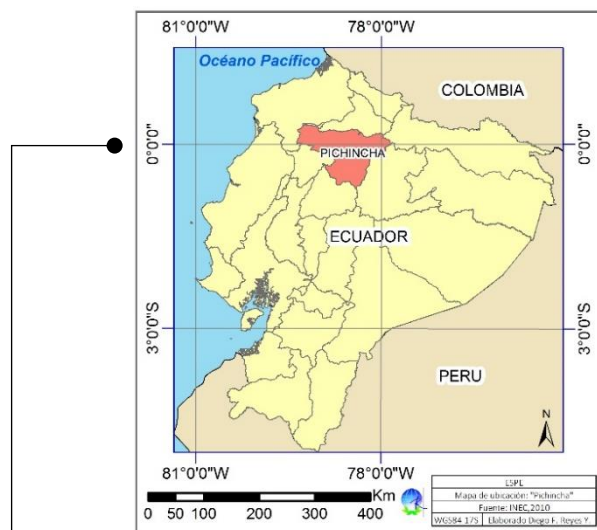 81°0'0"W 78°0'0"W
Océano Pacífico
COLOMBIA
0°0'0"
0°0'0"
PICHINCHA
ECUADOR
3°0'0"S
3°0'0"S
PERU
N
81°0'0"W 78°0'0"W
Km
0 50 100 200 300 400
ESPE
Mapa de ubicación: "Pichincha"
Fuente: INEC,2010
WGS84 17S Elaborado Diego F. Reyes Y.